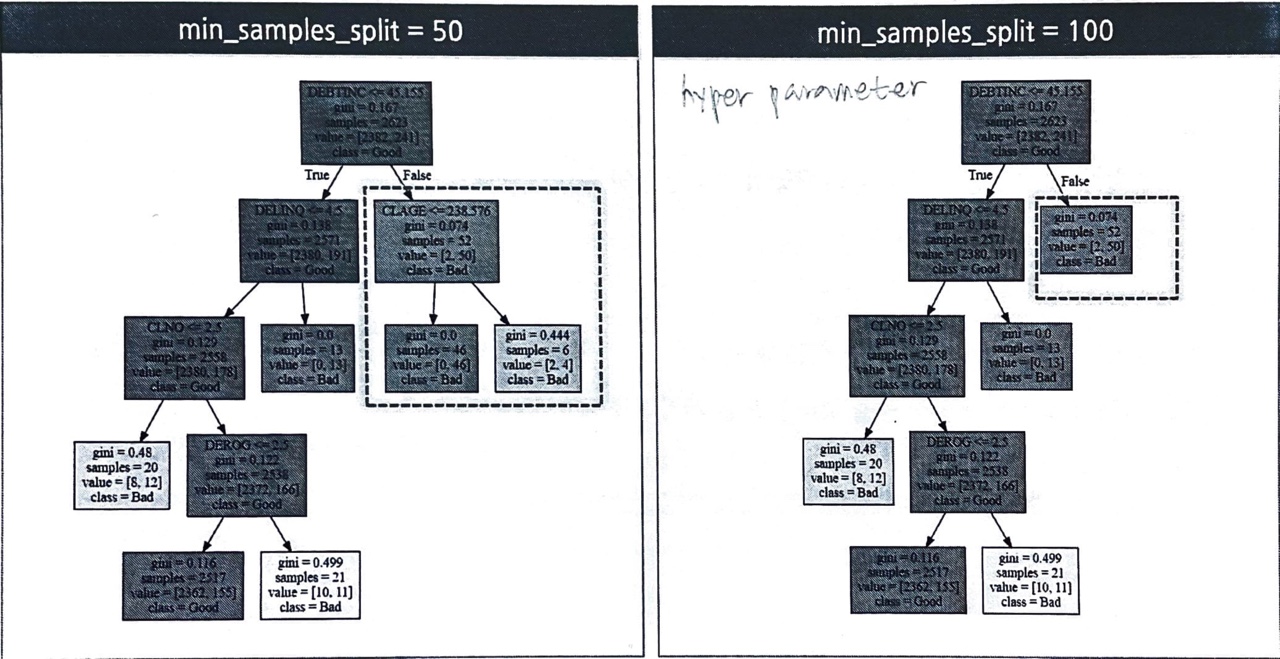 min_samples_split = 50
DEBTINC <= 45.155
gini = 0.167
samples = 2623
value = [2382, 241]
class = Good
True
False
DELINQ <= 4.5
gini = 0.138
samples = 2571
value = [2380, 191]
class = Good
CLAGE <= 238.576
gini = 0.074
samples = 52
value = [2, 50]
class = Bad
CLNO <= 2.5
gini = 0.129
samples = 2558
value = [2380, 178]
class = Good
gini = 0.0
samples = 13
value = [0, 13]
class = Bad
gini = 0.0
samples = 46
value = [0, 46]
class = Bad
gini = 0.444
samples = 6
value = [2, 4]
class = Bad
gini = 0.48
samples = 20
value = [8, 12]
class = Bad
DEROG <= 2.5
gini = 0.122
samples = 2538
value = [2372, 166]
class = Good
gini = 0.116
samples = 2517
value = [2362, 155]
class = Good
gini = 0.499
samples = 21
value = [10, 11]
class = Bad
min_samples_split = 100
hyper parameter
DEBTINC <= 45.155
gini = 0.167
samples = 2623
value = [2382, 241]
class = Good
True
False
DELINQ <= 4.5
gini = 0.138
samples = 2571
value = [2380, 191]
class = Good
gini = 0.074
samples = 52
value = [2, 50]
class = Bad
CLNO <= 2.5
gini = 0.129
samples = 2558
value = [2380, 178]
class = Good
gini = 0.0
samples = 13
value = [0, 13]
class = Bad
gini = 0.48
samples = 20
value = [8, 12]
class = Bad
DEROG <= 2.5
gini = 0.122
samples = 2538
value = [2372, 166]
class = Good
gini = 0.116
samples = 2517
value = [2362, 155]
class = Good
gini = 0.499
samples = 21
value = [10, 11]
class = Bad